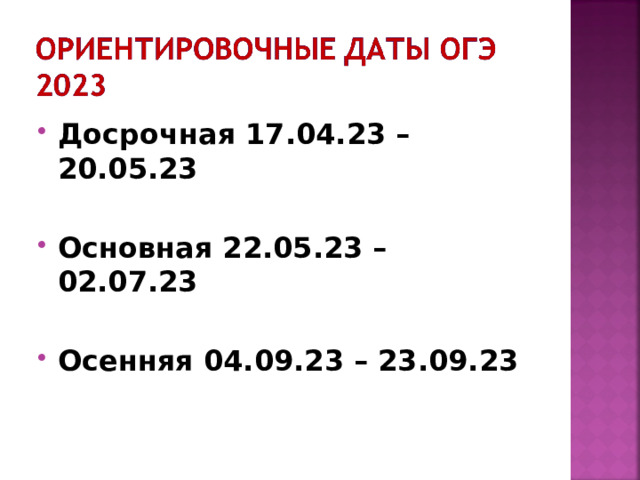 ОРИЕНТИРОВОЧНЫЕ ДАТЫ ОГЭ
2023
• Досрочная 17.04.23 –
20.05.23
• Основная 22.05.23 –
02.07.23
• Осенняя 04.09.23 – 23.09.23